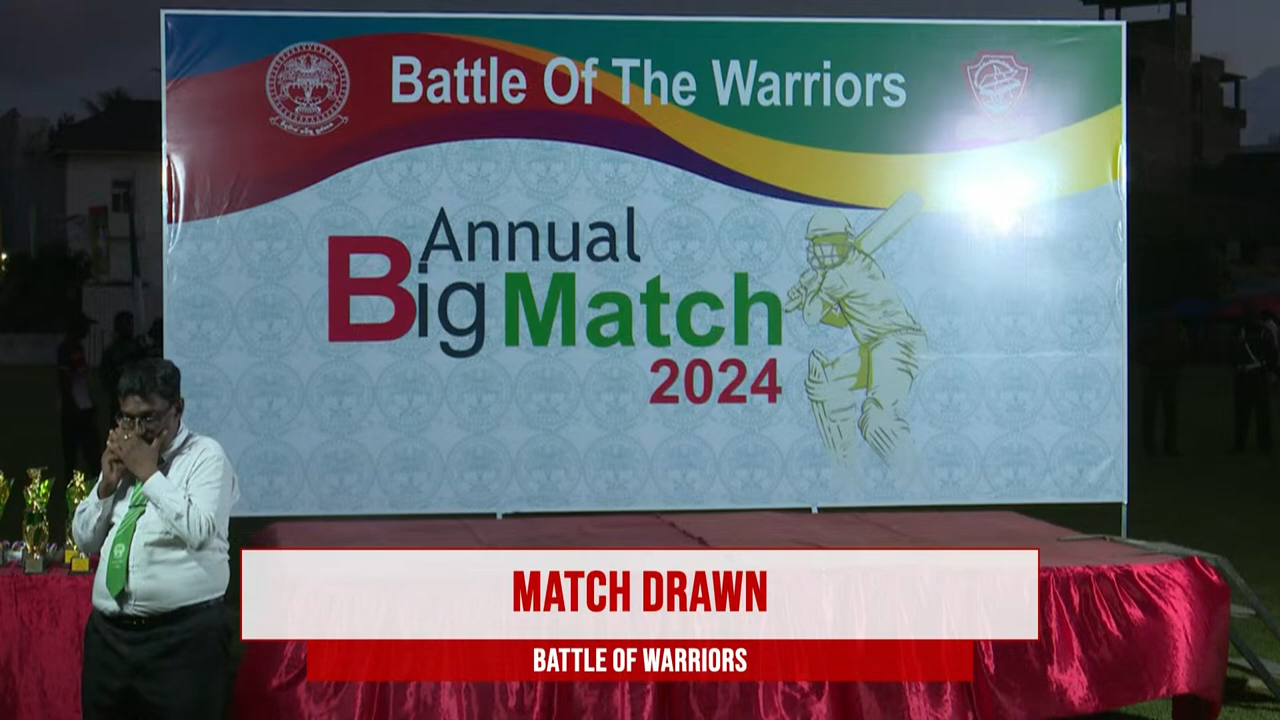 Battle Of The Warriors
Annual
Big Match
2024
MATCH DRAWN
BATTLE OF WARRIORS